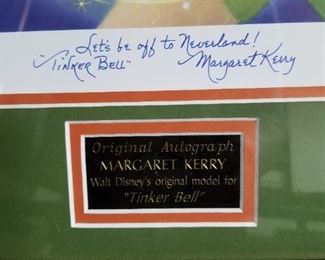 Let's be off to Neverland!
"Tinker Bell" Margaret Kerry
Original Autograph
MARGARET KERRY
Walt Disney's original model for
"Tinker Bell"